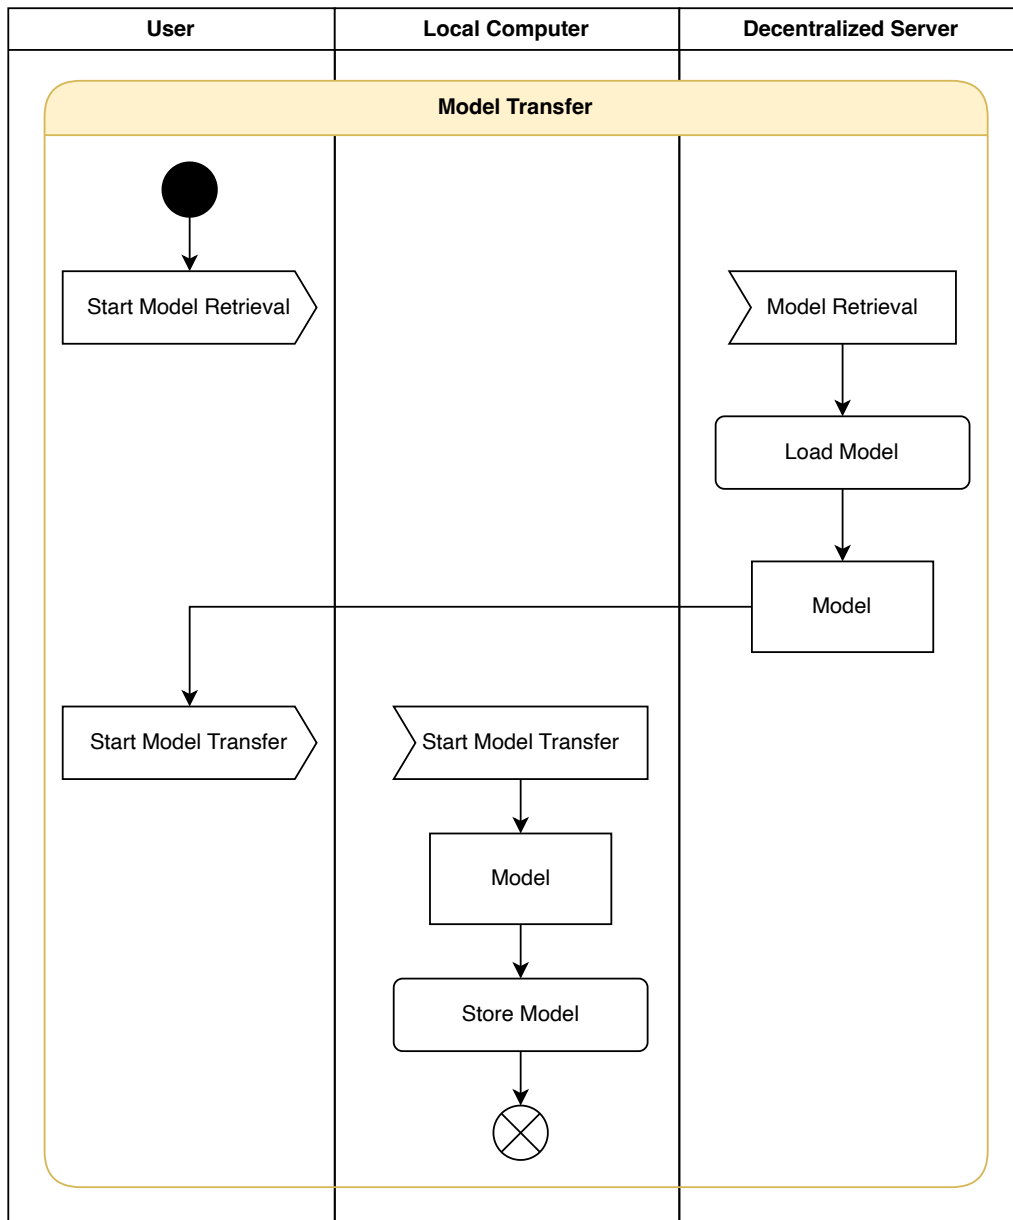 User
Local Computer
Decentralized Server
Model Transfer
Start Model Retrieval
Model Retrieval
Load Model
Model
Start Model Transfer
Start Model Transfer
Model
Store Model